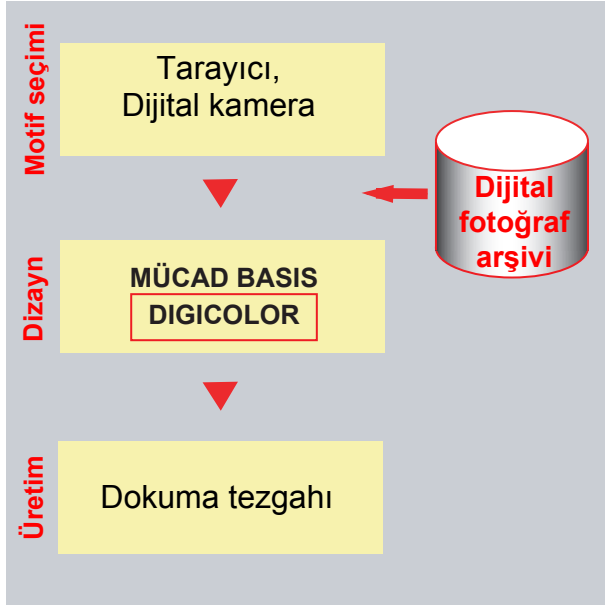 Motif seçimi
Tarayıcı,
Dijital kamera
Dijital
fotoğraf
arşivi
Dizayn
MÜCAD BASIS
DIGICOLOR
Üretim
Dokuma tezgahı